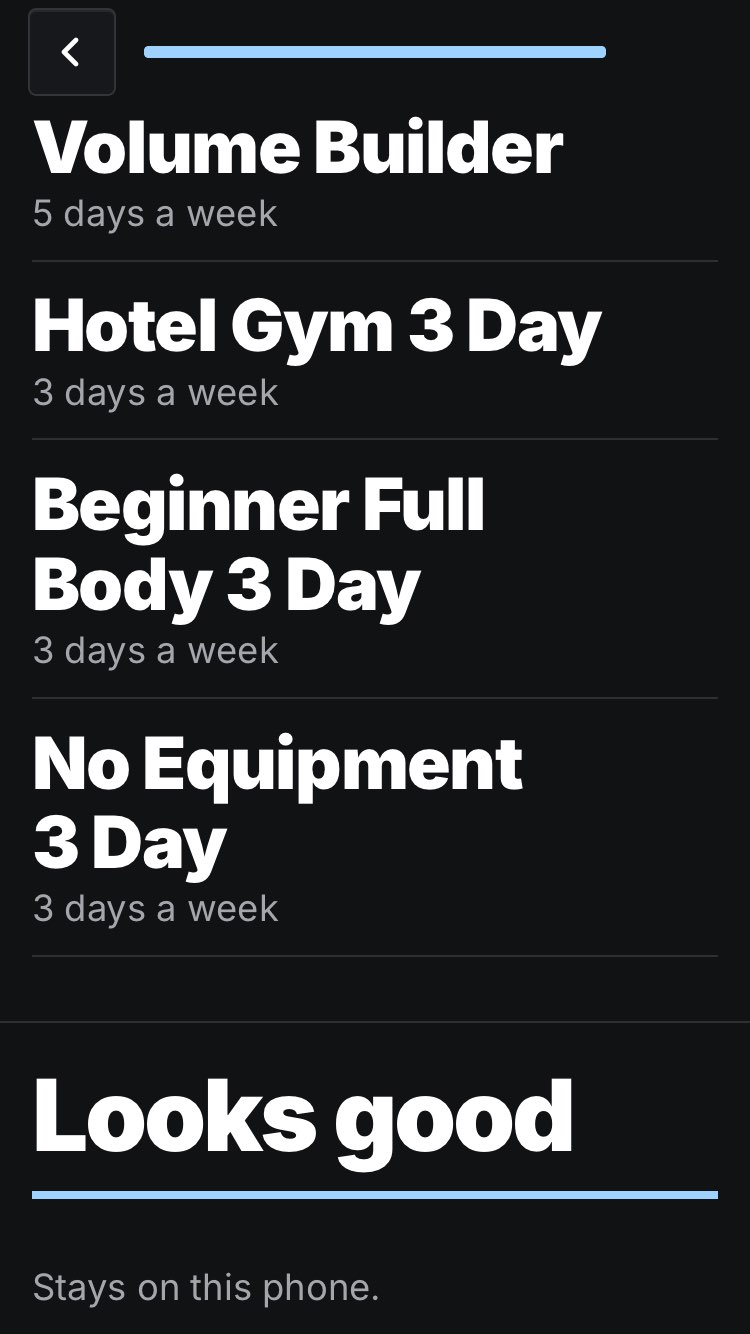 Volume Builder
5 days a week
Hotel Gym 3 Day
3 days a week
Beginner Full
Body 3 Day
3 days a week
No Equipment
3 Day
3 days a week
Looks good
Stays on this phone.